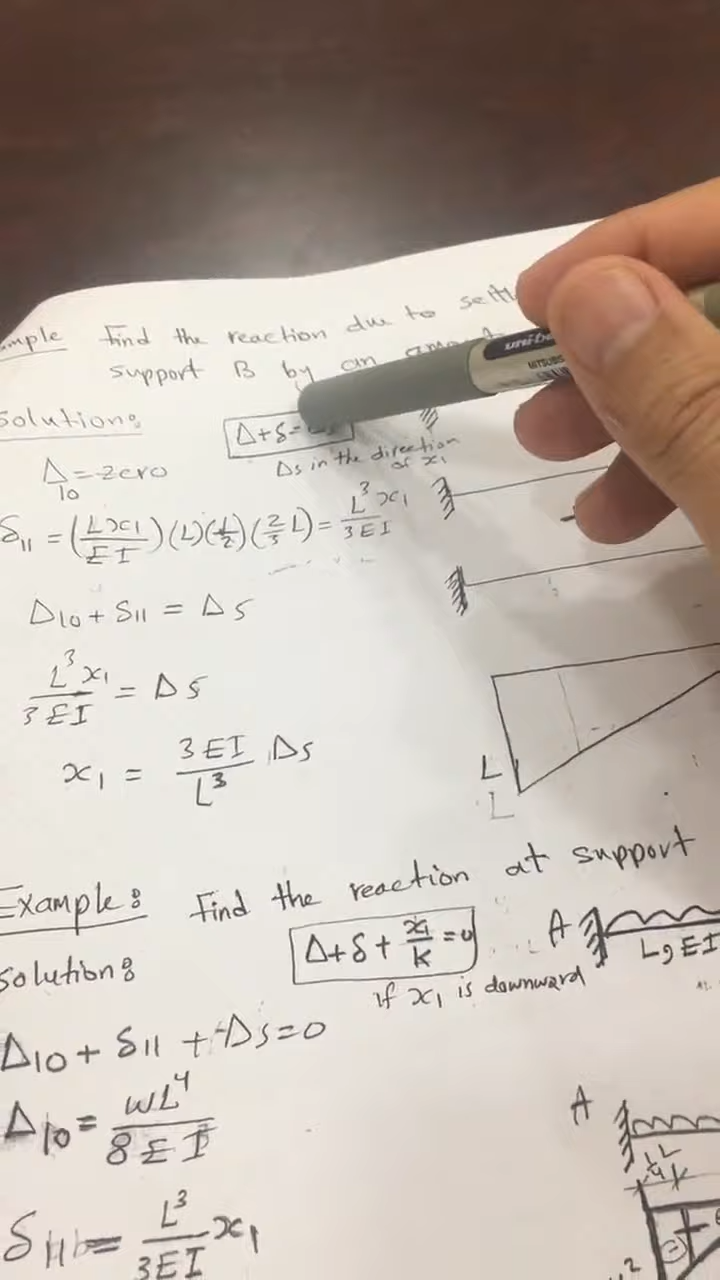 Find the reaction due to
support B by an
Solution:
Δ+δ=
Δs in the direction
of x₁
Δ₁₀ = zero
δ₁₁ = (Lx₁/EI)(L)(1/2)(2/3 L) = L³x₁/3EI
Δ₁₀ + δ₁₁ = Δs
L³x₁/3EI = Δs
x₁ = 3EI/L³ Δs
L
L
Example: Find the reaction at support
Δ+δ+x₁/k=0
A
L,EI
Solution:
if x₁ is downward
Δ₁₀ + δ₁₁ + Δs=0
A
Δ₁₀ = wL⁴/8EI
δ₁₁ = L³/3EI x₁